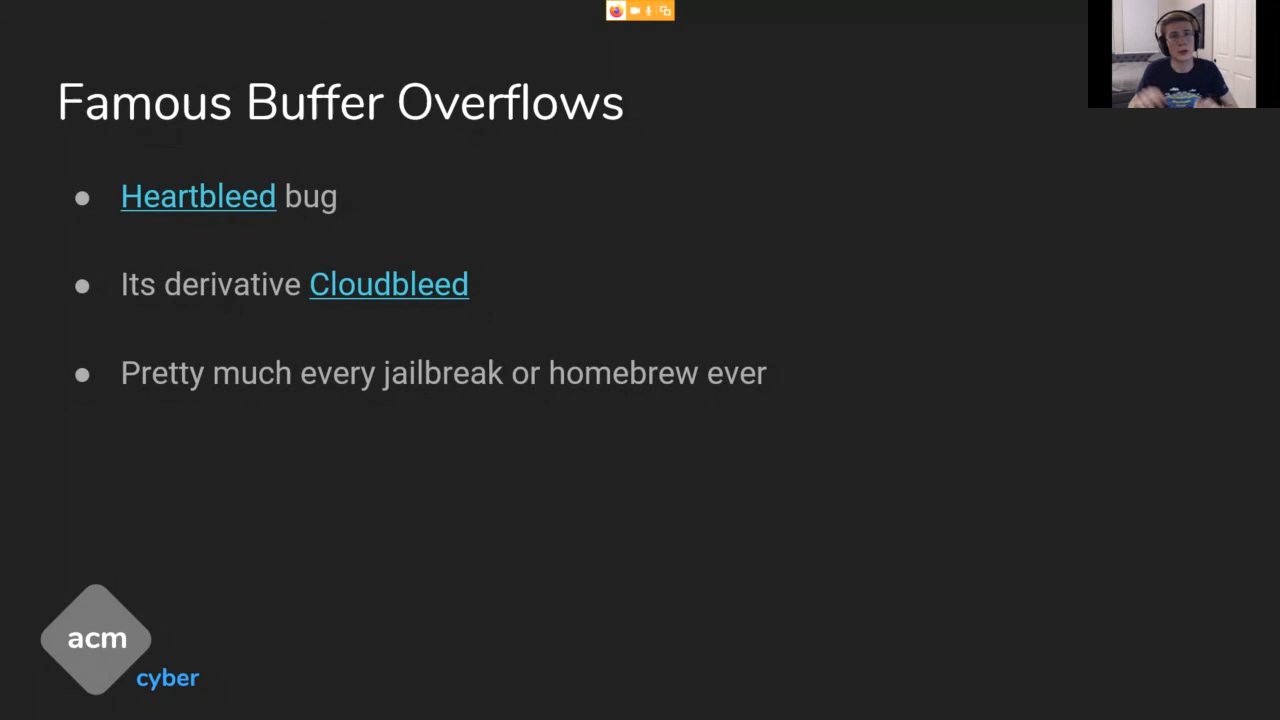 Famous Buffer Overflows
● Heartbleed bug
● Its derivative Cloudbleed
● Pretty much every jailbreak or homebrew ever
acm
cyber